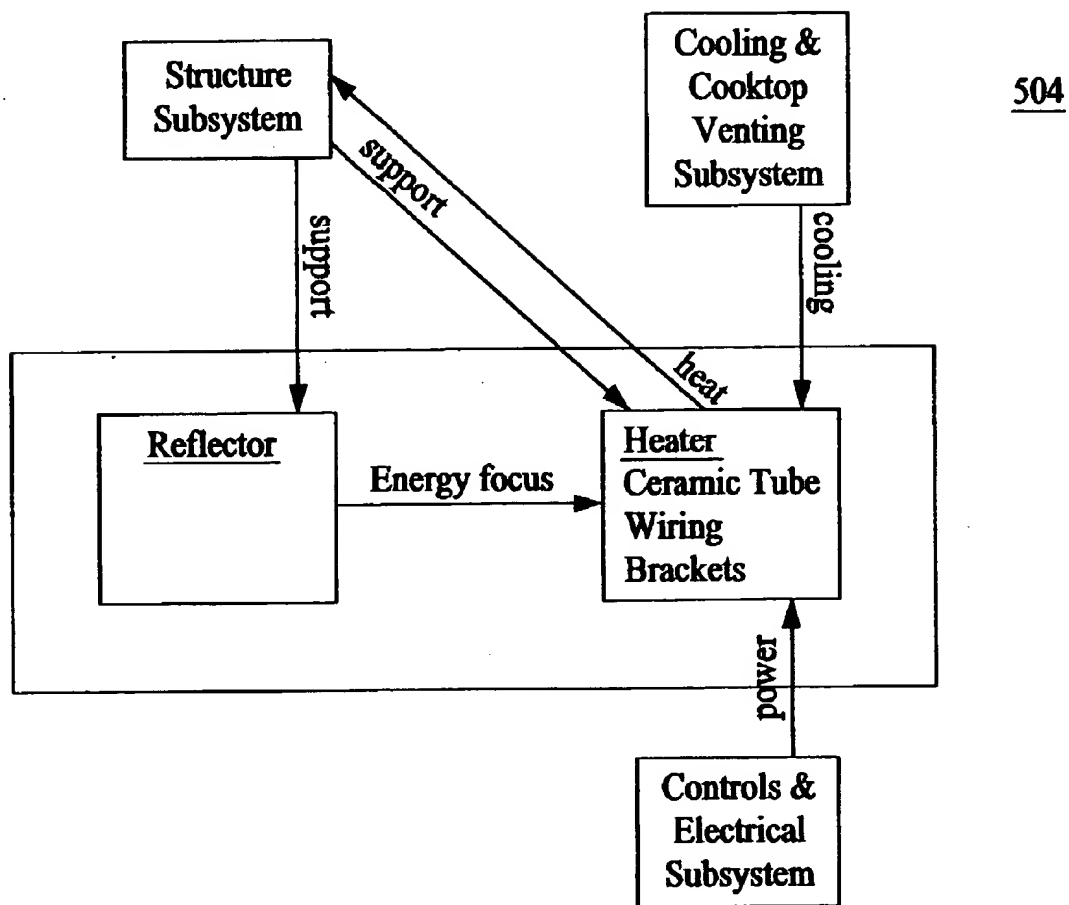 Structure
Subsystem
Cooling &
Cooktop
Venting
Subsystem
504
support
support
cooling
heat
Reflector
Energy focus
Heater
Ceramic Tube
Wiring
Brackets
power
Controls &
Electrical
Subsystem